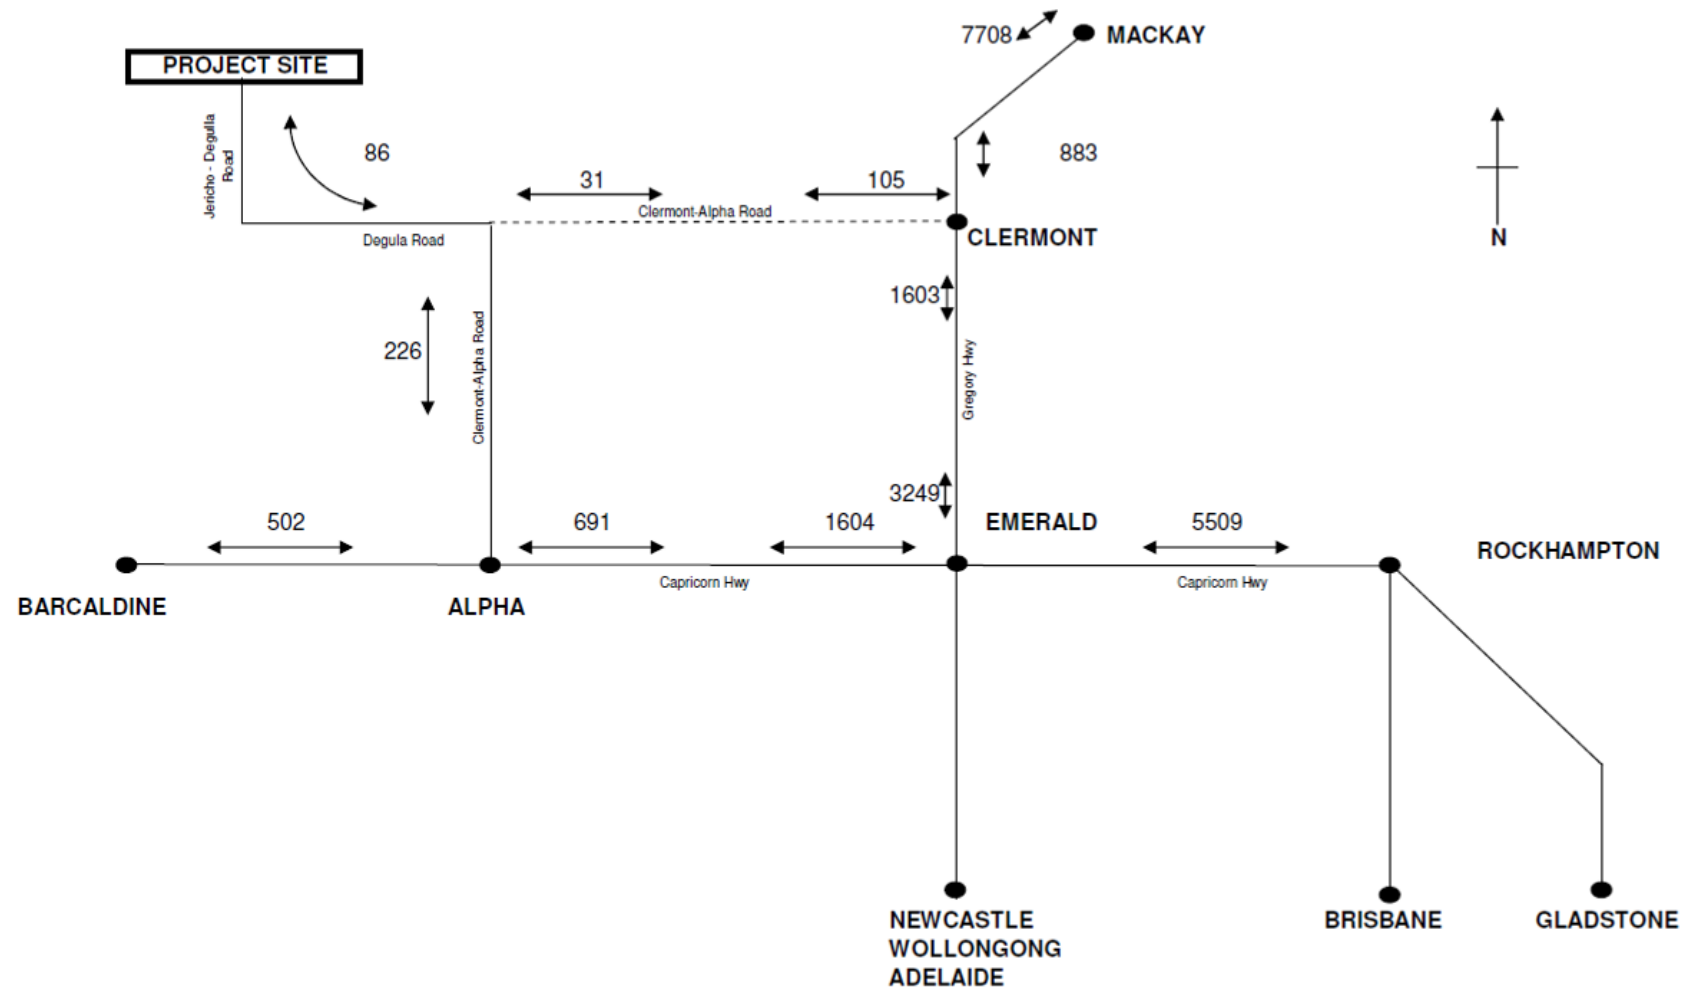 7708
MACKAY
PROJECT SITE
Jericho - Degulla
Road
86
883
31
105
Clermont-Alpha Road
Degula Road
CLERMONT
N
1603
226
Clermont-Alpha Road
Gregory Hwy
3249
502
691
1604
EMERALD
5509
ROCKHAMPTON
Capricorn Hwy
Capricorn Hwy
BARCALDINE
ALPHA
NEWCASTLE
WOLLONGONG
ADELAIDE
BRISBANE
GLADSTONE